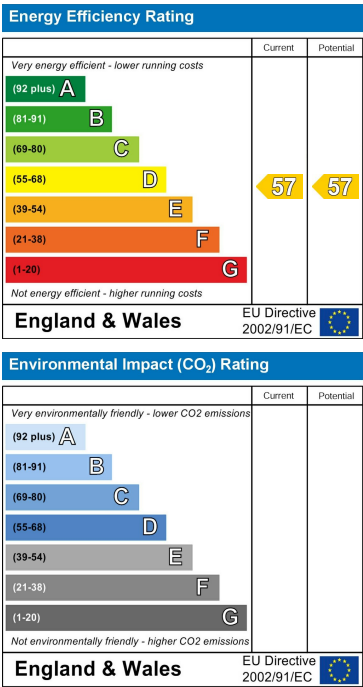 Energy Efficiency Rating
Current Potential
Very energy efficient - lower running costs
(92 plus) A
(81-91) B
(69-80) C
(55-68) D 57 57
(39-54) E
(21-38) F
(1-20) G
Not energy efficient - higher running costs
England & Wales
EU Directive
2002/91/EC
Environmental Impact (CO₂) Rating
Current Potential
Very environmentally friendly - lower CO2 emissions
(92 plus) A
(81-91) B
(69-80) C
(55-68) D
(39-54) E
(21-38) F
(1-20) G
Not environmentally friendly - higher CO2 emissions
England & Wales
EU Directive
2002/91/EC